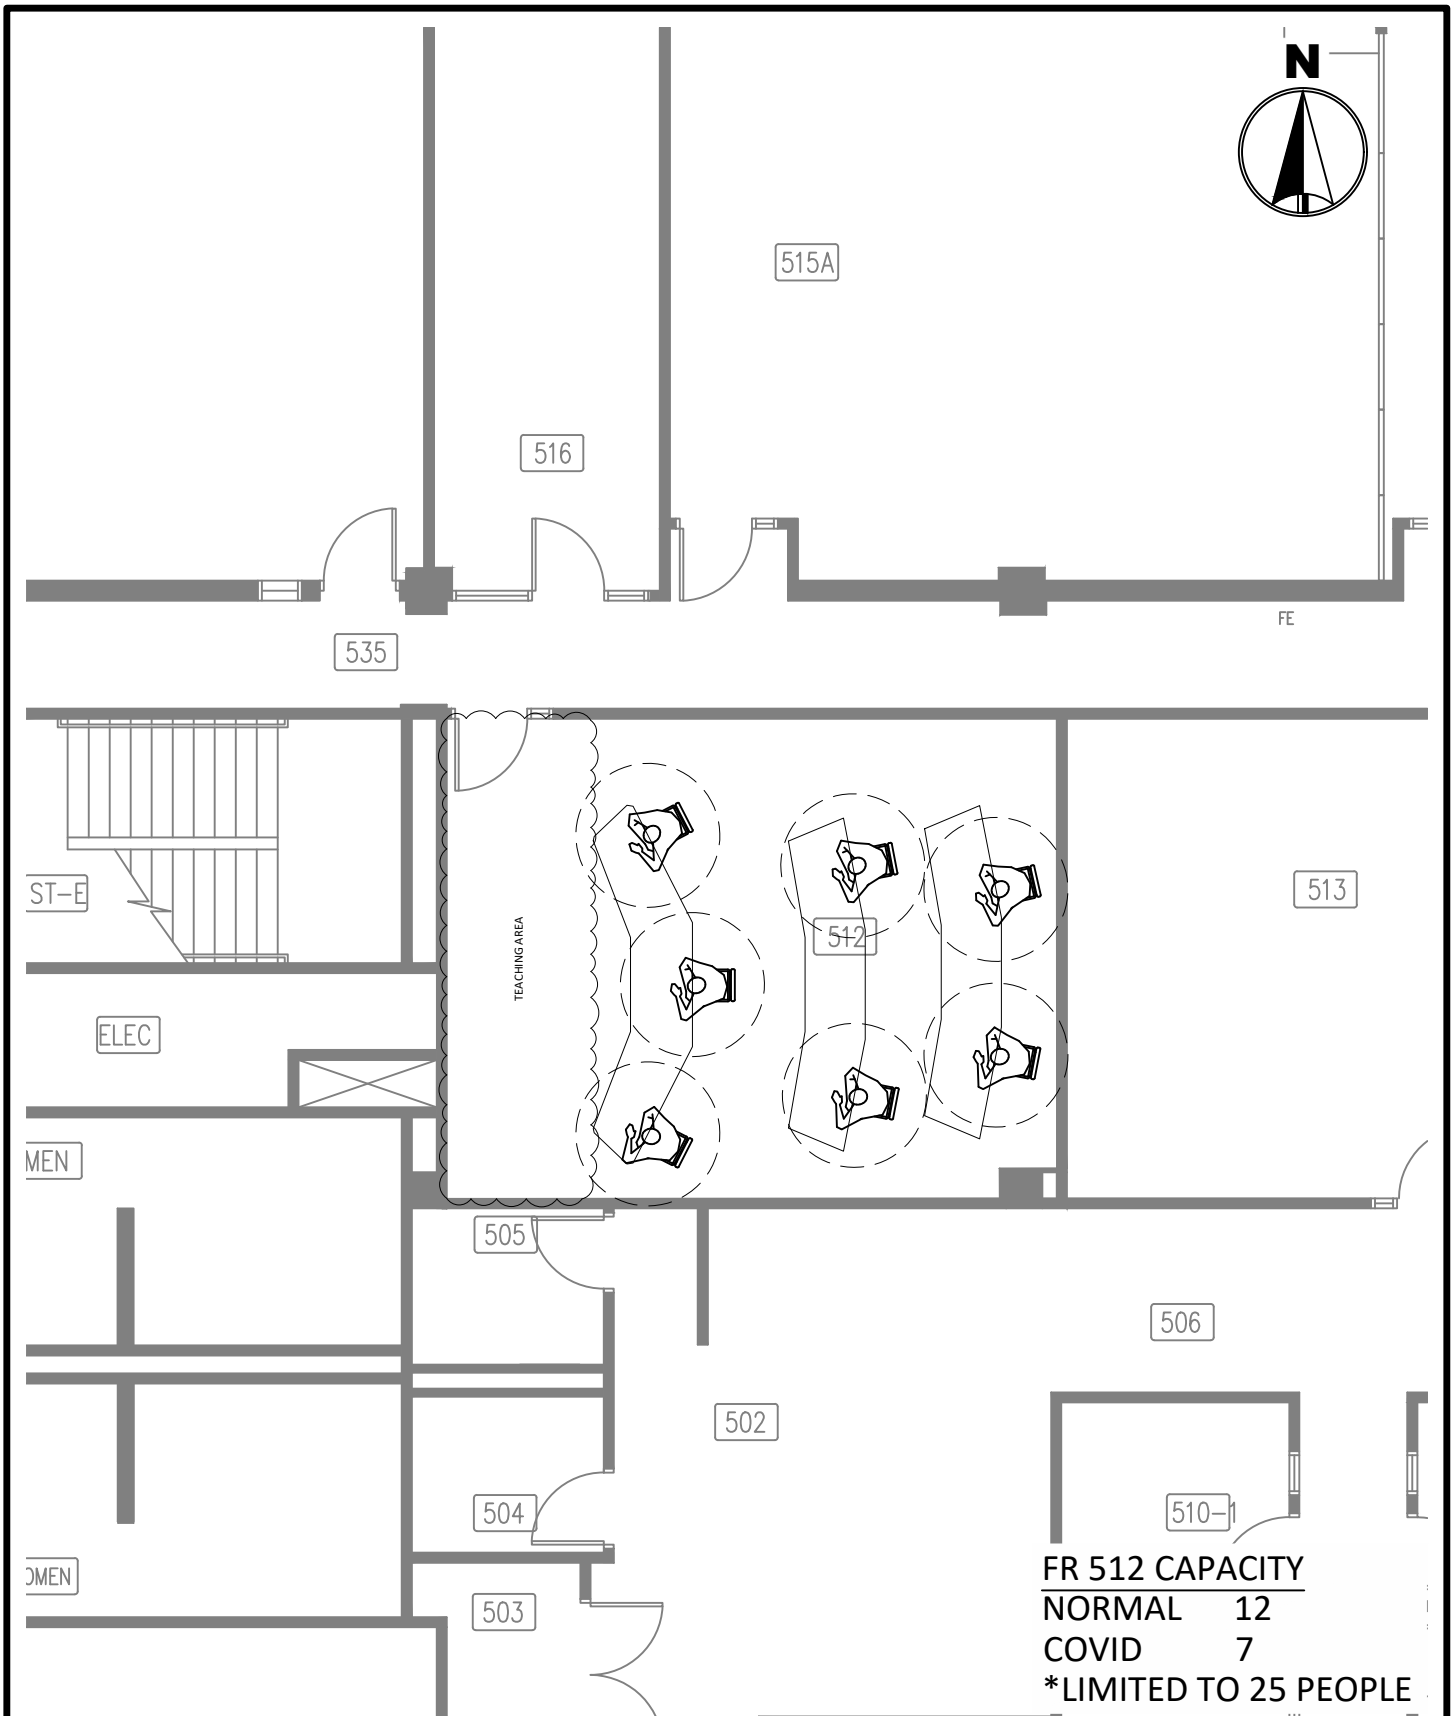 N
515A
516
FE
535
ST-E
513
512
TEACHING AREA
ELEC
MEN
505
506
502
504
510-1
OMEN
503
FR 512 CAPACITY
NORMAL 12
COVID 7
*LIMITED TO 25 PEOPLE